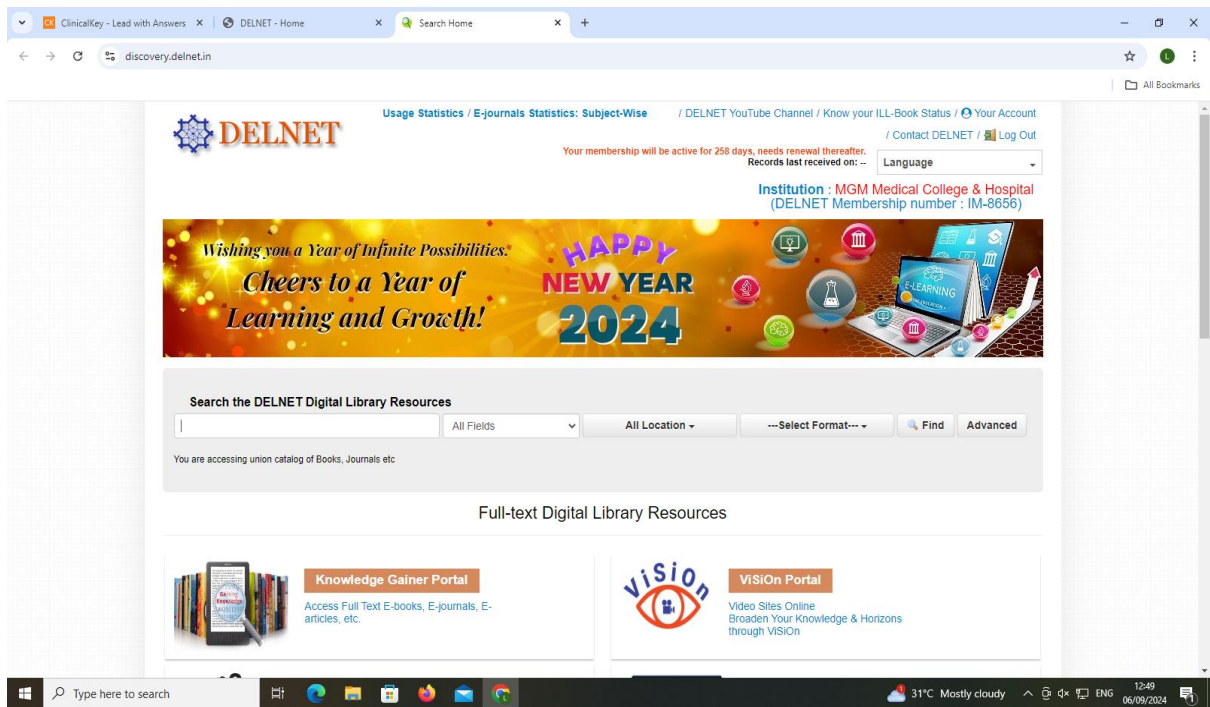 ClinicalKey - Lead with Answers
DELNET - Home
Search Home
discovery.delnet.in
All Bookmarks
DELNET
Usage Statistics / E-journals Statistics: Subject-Wise / DELNET YouTube Channel / Know your ILL-Book Status / Your Account
/ Contact DELNET / Log Out
Your membership will be active for 258 days, needs renewal thereafter.
Records last received on: --
Language
Institution : MGM Medical College & Hospital
(DELNET Membership number : IM-8656)
Wishing you a Year of Infinite Possibilities.
Cheers to a Year of
Learning and Growth!
HAPPY
NEW YEAR
2024
E-LEARNING
Search the DELNET Digital Library Resources
All Fields
All Location
---Select Format---
Find
Advanced
You are accessing union catalog of Books, Journals etc
Full-text Digital Library Resources
Gaining
Knowledge
Knowledge Gainer Portal
Access Full Text E-books, E-journals, E-
articles, etc.
ViSiOn
ViSiOn Portal
Video Sites Online
Broaden Your Knowledge & Horizons
through ViSiOn
Type here to search
31°C Mostly cloudy
ENG
12:49
06/09/2024